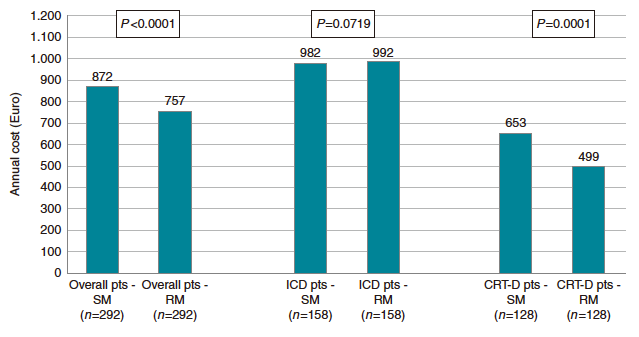 1.200
1.100
1.000
900
800
700
600
500
400
300
200
100
0
Annual cost (Euro)
P<0.0001
P=0.0719
P=0.0001
872
757
982
992
653
499
Overall pts -
SM
(n=292)
Overall pts -
RM
(n=292)
ICD pts -
SM
(n=158)
ICD pts -
RM
(n=158)
CRT-D pts -
SM
(n=128)
CRT-D pts -
RM
(n=128)